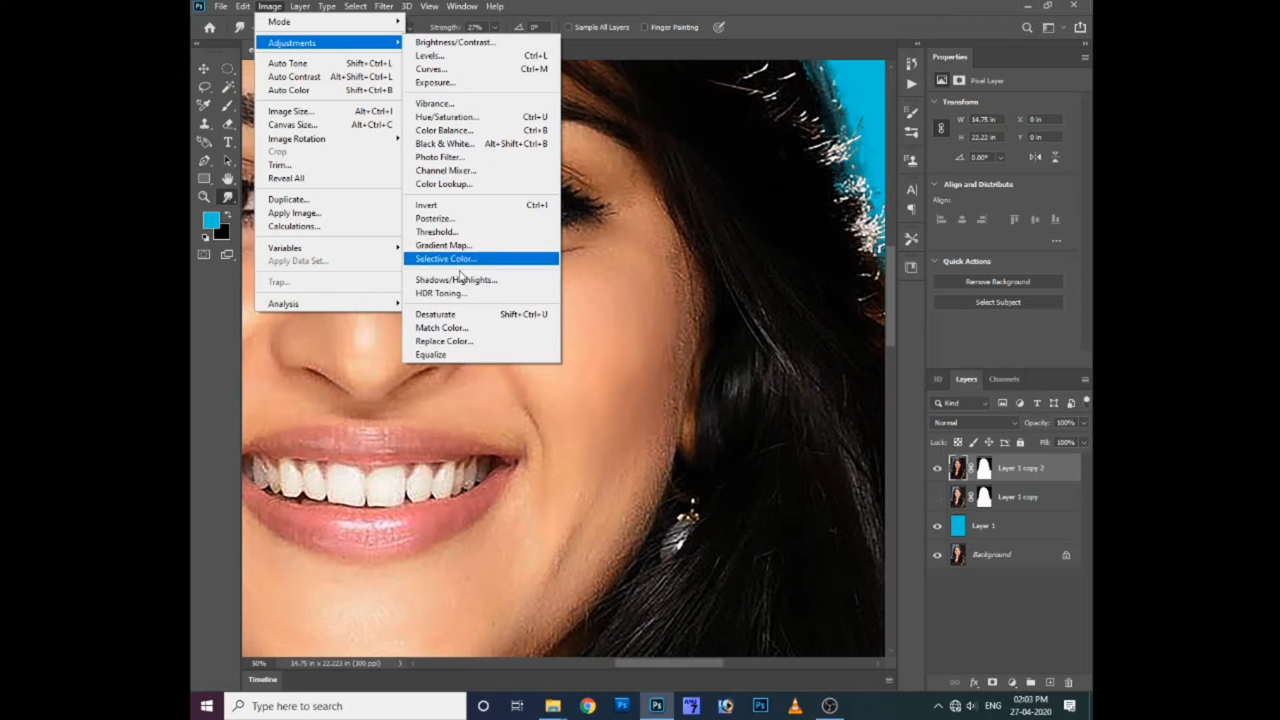 File Edit Image Layer Type Select Filter 3D View Window Help
Strength: 27% 0° Sample All Layers Finger Painting
Mode
Adjustments
Auto Tone Shift+Ctrl+L
Auto Contrast Alt+Shift+Ctrl+L
Auto Color Shift+Ctrl+B
Image Size... Alt+Ctrl+I
Canvas Size... Alt+Ctrl+C
Image Rotation
Crop
Trim...
Reveal All
Duplicate...
Apply Image...
Calculations...
Variables
Apply Data Set...
Trap...
Analysis
Brightness/Contrast...
Levels... Ctrl+L
Curves... Ctrl+M
Exposure...
Vibrance...
Hue/Saturation... Ctrl+U
Color Balance... Ctrl+B
Black & White... Alt+Shift+Ctrl+B
Photo Filter...
Channel Mixer...
Color Lookup...
Invert Ctrl+I
Posterize...
Threshold...
Gradient Map...
Selective Color...
Shadows/Highlights...
HDR Toning...
Desaturate Shift+Ctrl+U
Match Color...
Replace Color...
Equalize
Properties
Pixel Layer
Transform
W 14.75 in X 0 in
H 22.22 in Y 0 in
0.00°
Align and Distribute
Align:
Quick Actions
Remove Background
Select Subject
3D Layers Channels
Kind
Normal Opacity: 100%
Lock: Fill: 100%
Layer 1 copy 2
Layer 1 copy
Layer 1
Background
50% 14.75 in x 22.223 in (300 ppi)
Timeline
Type here to search
ENG
02:03 PM
27-04-2020